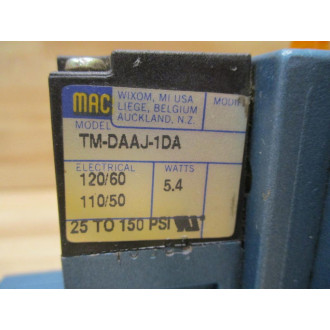 MAC
WIXOM, MI USA
LIEGE, BELGIUM
AUCKLAND, N.Z.
MODEL
TM-DAAJ-1DA
ELECTRICAL WATTS
120/60 5.4
110/50
25 TO 150 PSI